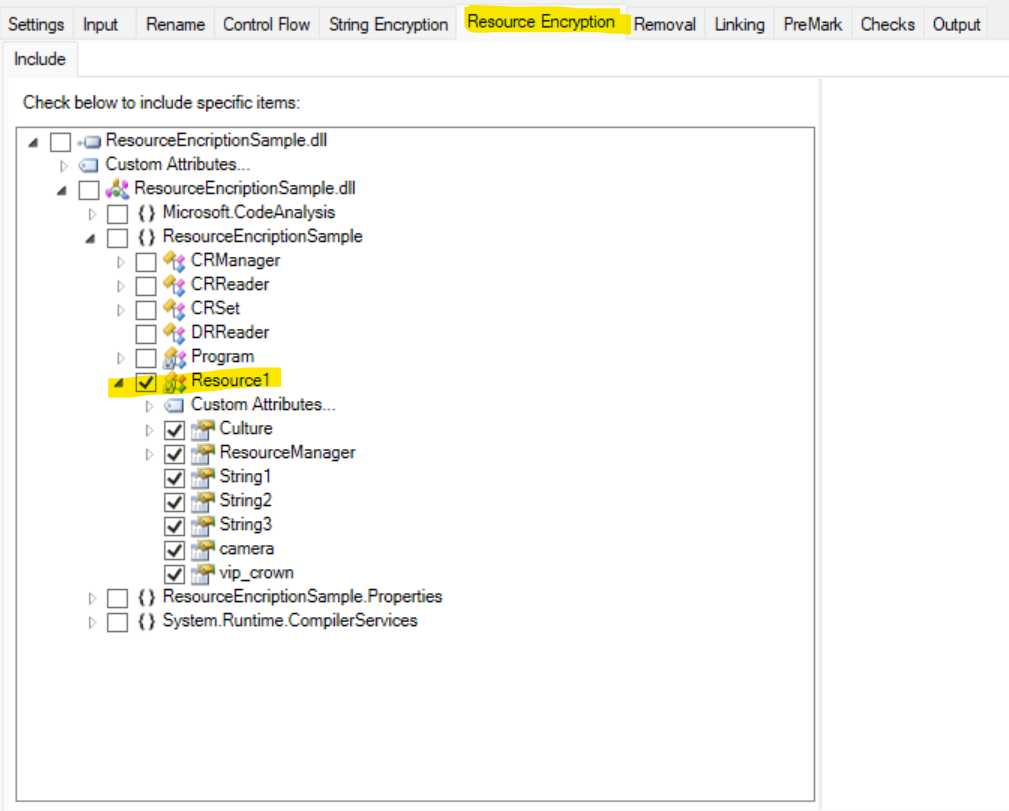 Settings Input Rename Control Flow String Encryption Resource Encryption Removal Linking PreMark Checks Output
Include
Check below to include specific items:
ResourceEncriptionSample.dll
Custom Attributes...
ResourceEncriptionSample.dll
{} Microsoft.CodeAnalysis
{} ResourceEncriptionSample
CRManager
CRReader
CRSet
DRReader
Program
Resource1
Custom Attributes...
Culture
ResourceManager
String1
String2
String3
camera
vip_crown
{} ResourceEncriptionSample.Properties
{} System.Runtime.CompilerServices